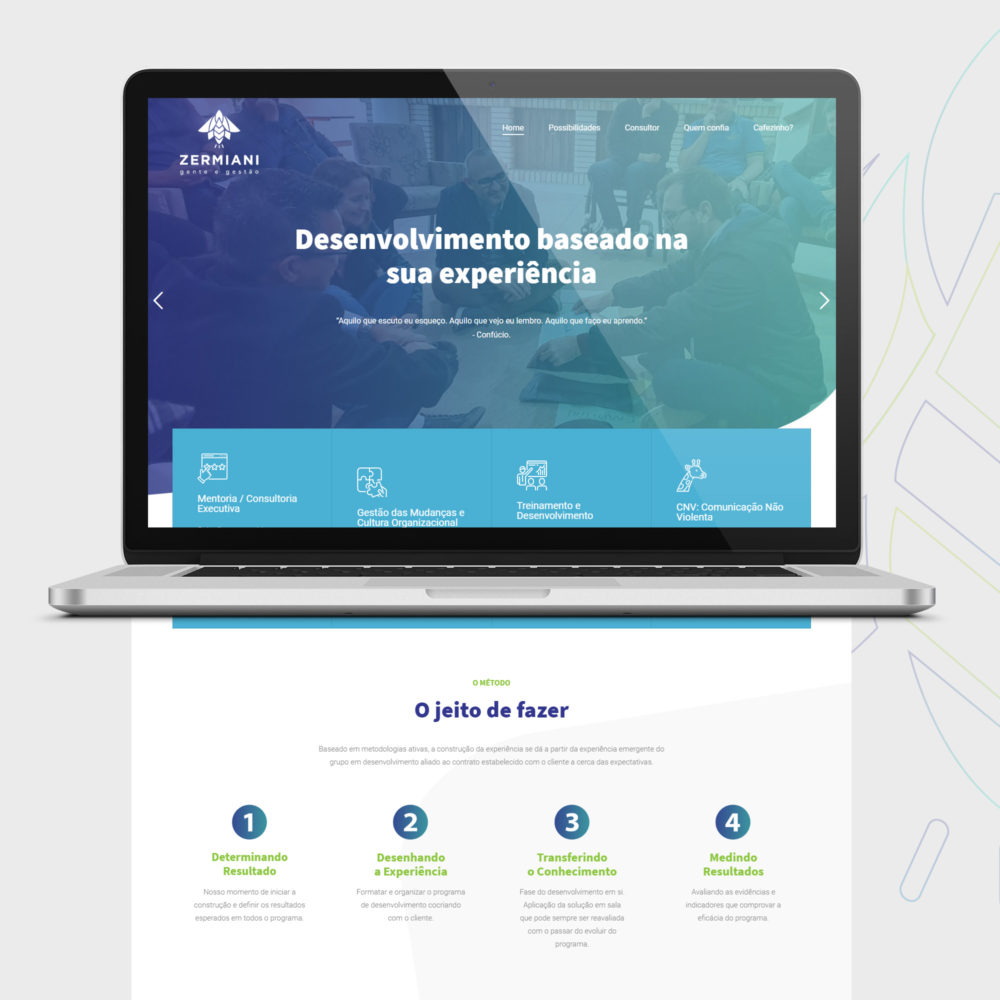 ZERMIANI
gente e gestão
Home Possibilidades Consultor Quem confia Cafezinho?
Desenvolvimento baseado na
sua experiência
"Aquilo que escuto eu esqueço. Aquilo que vejo eu lembro. Aquilo que faço eu aprendo."
- Confúcio.
Mentoria / Consultoria
Executiva
Gestão das Mudanças e
Cultura Organizacional
Treinamento e
Desenvolvimento
CNV: Comunicação Não
Violenta
O MÉTODO
O jeito de fazer
Baseado em metodologias ativas, a construção da experiência se dá a partir da experiência emergente do
grupo em desenvolvimento aliado ao contrato estabelecido com o cliente a cerca das expectativas.
1
Determinando
Resultado
Nosso momento de iniciar a
construção e definir os resultados
esperados em todos o programa.
2
Desenhando
a Experiência
Formatar e organizar o programa
de desenvolvimento cocriando
com o cliente.
3
Transferindo
o Conhecimento
Fase do desenvolvimento em si.
Aplicação da solução em sala
que pode sempre ser reavaliada
com o passar do evoluir do
programa.
4
Medindo
Resultados
Avaliando as evidências e
indicadores que comprovar a
eficácia do programa.